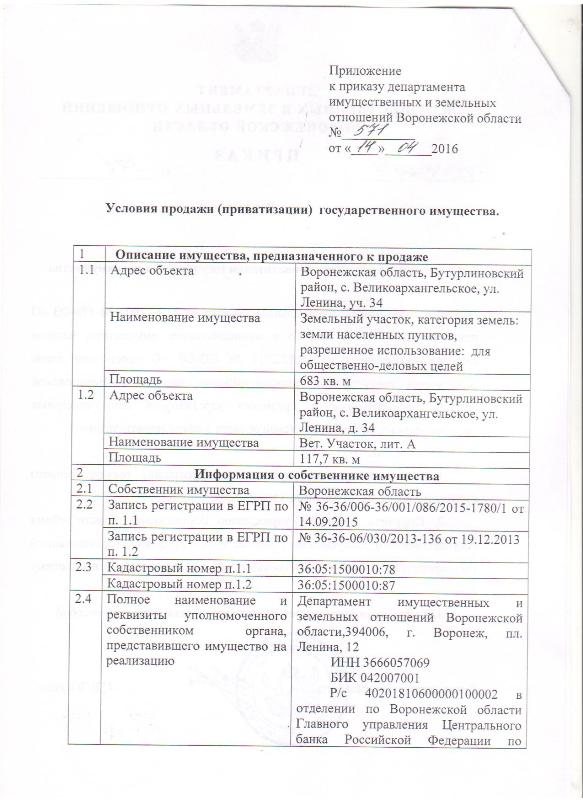 Приложение
к приказу департамента
имущественных и земельных
отношений Воронежской области
№ 571
от « 14 » 04 2016
Условия продажи (приватизации) государственного имущества.
1 Описание имущества, предназначенного к продаже
1.1 Адрес объекта Воронежская область, Бутурлиновский
район, с. Великоархангельское, ул.
Ленина, уч. 34
Наименование имущества Земельный участок, категория земель:
земли населенных пунктов,
разрешенное использование: для
общественно-деловых целей
Площадь 683 кв. м
1.2 Адрес объекта Воронежская область, Бутурлиновский
район, с. Великоархангельское, ул.
Ленина, д. 34
Наименование имущества Вет. Участок, лит. А
Площадь 117,7 кв. м
2 Информация о собственнике имущества
2.1 Собственник имущества Воронежская область
2.2 Запись регистрации в ЕГРП по № 36-36/006-36/001/086/2015-1780/1 от
п. 1.1 14.09.2015
Запись регистрации в ЕГРП по № 36-36-06/030/2013-136 от 19.12.2013
п. 1.2
2.3 Кадастровый номер п.1.1 36:05:1500010:78
Кадастровый номер п.1.2 36:05:1500010:87
2.4 Полное наименование и Департамент имущественных и
реквизиты уполномоченного земельных отношений Воронежской
собственником органа, области,394006, г. Воронеж, пл.
представившего имущество на Ленина, 12
реализацию ИНН 3666057069
БИК 042007001
Р/с 40201810600000100002 в
отделении по Воронежской области
Главного управления Центрального
банка Российской Федерации по